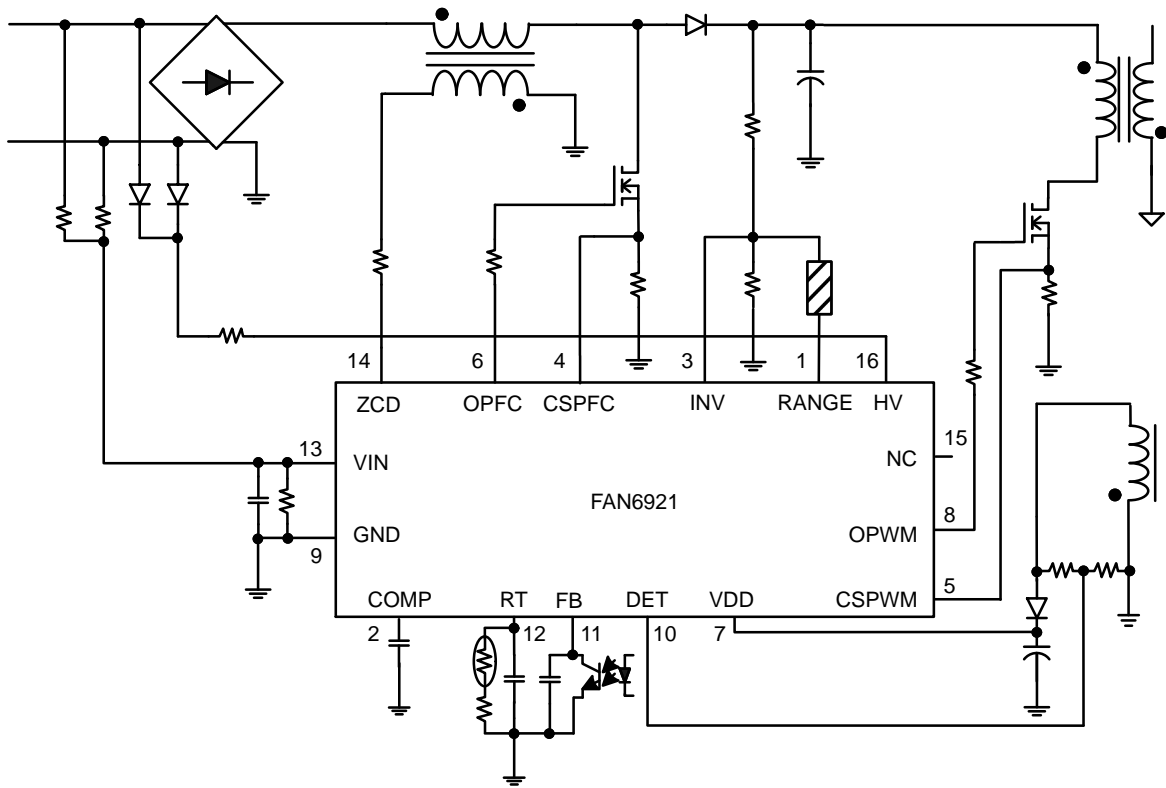 14 6 4 3 1 16
ZCD OPFC CSPFC INV RANGE HV
15
13
VIN NC
FAN6921
8
GND OPWM
9
5
COMP RT FB DET VDD CSPWM
2 12 11 10 7